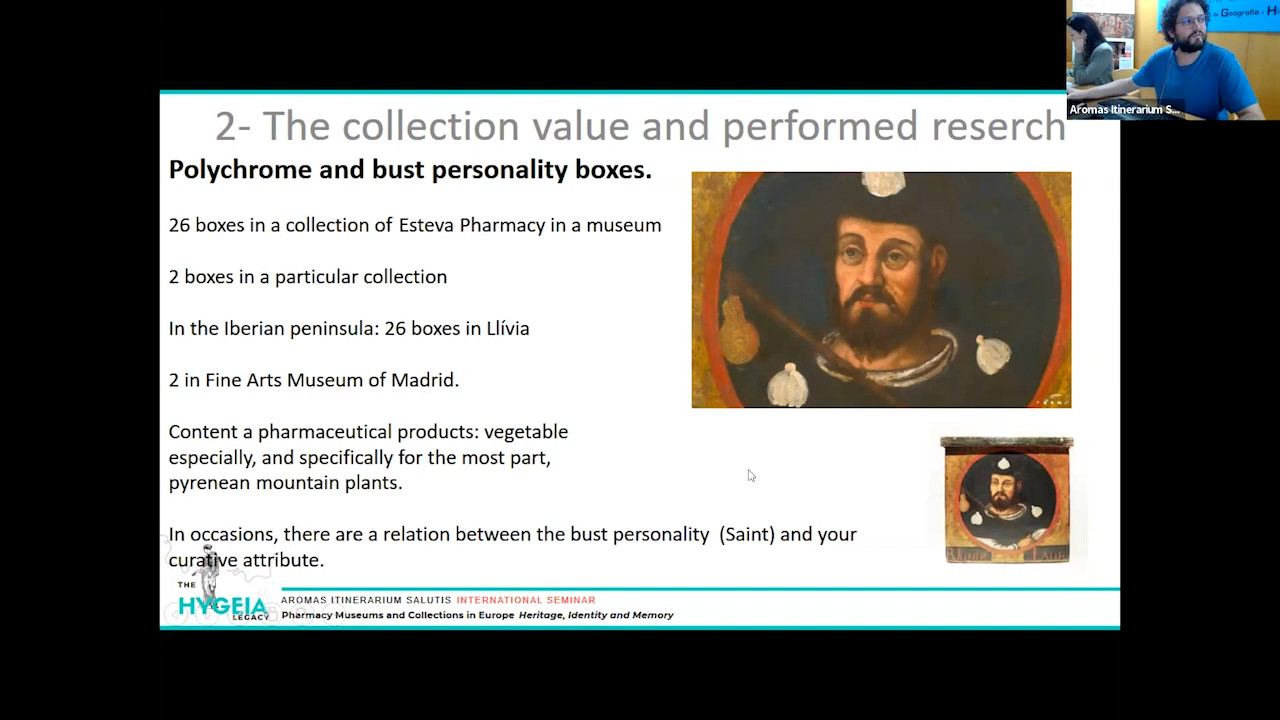 Geografia i H
Aromas Itinerarium S...
2- The collection value and performed reserch
Polychrome and bust personality boxes.
26 boxes in a collection of Esteva Pharmacy in a museum
2 boxes in a particular collection
In the Iberian peninsula: 26 boxes in Llívia
2 in Fine Arts Museum of Madrid.
Content a pharmaceutical products: vegetable
especially, and specifically for the most part,
pyrenean mountain plants.
In occasions, there are a relation between the bust personality (Saint) and your
curative attribute.
THE
HYGEIA
LEGACY
AROMAS ITINERARIUM SALUTIS INTERNATIONAL SEMINAR
Pharmacy Museums and Collections in Europe Heritage, Identity and Memory